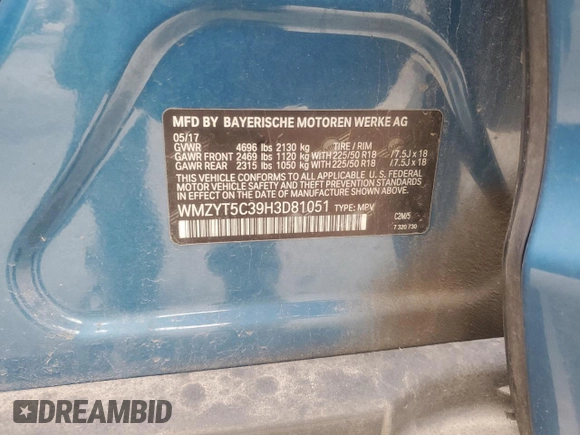 MFD BY BAYERISCHE MOTOREN WERKE AG
05/17
GVWR 4696 lbs 2130 kg TIRE / RIM
GAWR FRONT 2469 lbs 1120 kg WITH 225/50 R18 /7.5J x 18
GAWR REAR 2315 lbs 1050 kg WITH 225/50 R18 /7.5J x 18
THIS VEHICLE CONFORMS TO ALL APPLICABLE U. S. FEDERAL
MOTOR VEHICLE SAFETY, BUMPER, AND THEFT PREVENTION STANDARDS
IN EFFECT ON THE DATE OF MANUFACTURE SHOWN ABOVE.
WMZYT5C39H3D81051 TYPE: MPV
C2M/5
7 320 730
DREAMBID